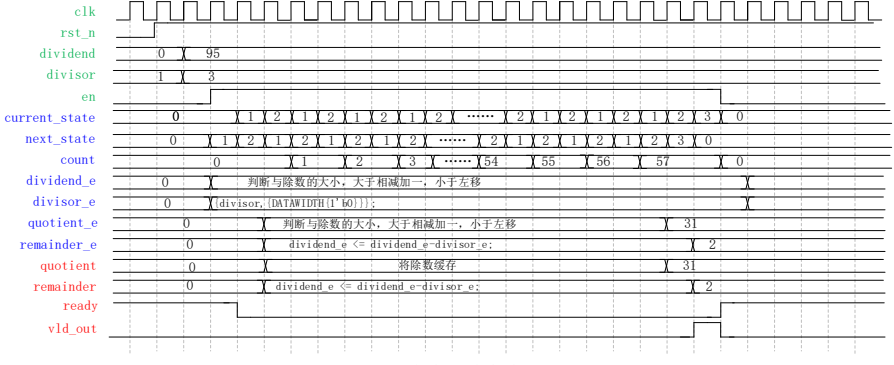 clk
rst_n
dividend 0 95
divisor 1 3
en
current_state 0 1 2 1 2 1 2 1 2 ...... 2 1 2 1 2 1 2 3 0
next_state 0 1 2 1 2 1 2 1 2 ...... 2 1 2 1 2 1 2 3 0
count 0 1 2 3 ......54 55 56 57 0
dividend_e 0 判断与除数的大小，大于相减加一，小于左移
divisor_e 0 {divisor,{DATAWIDTH{1'b0}}};
quotient_e 0 判断与除数的大小，大于相减加一，小于左移 31
remainder_e 0 dividend_e <= dividend_e-divisor_e; 2
quotient 0 将除数缓存 31
remainder 0 dividend_e <= dividend_e-divisor_e; 2
ready
vld_out